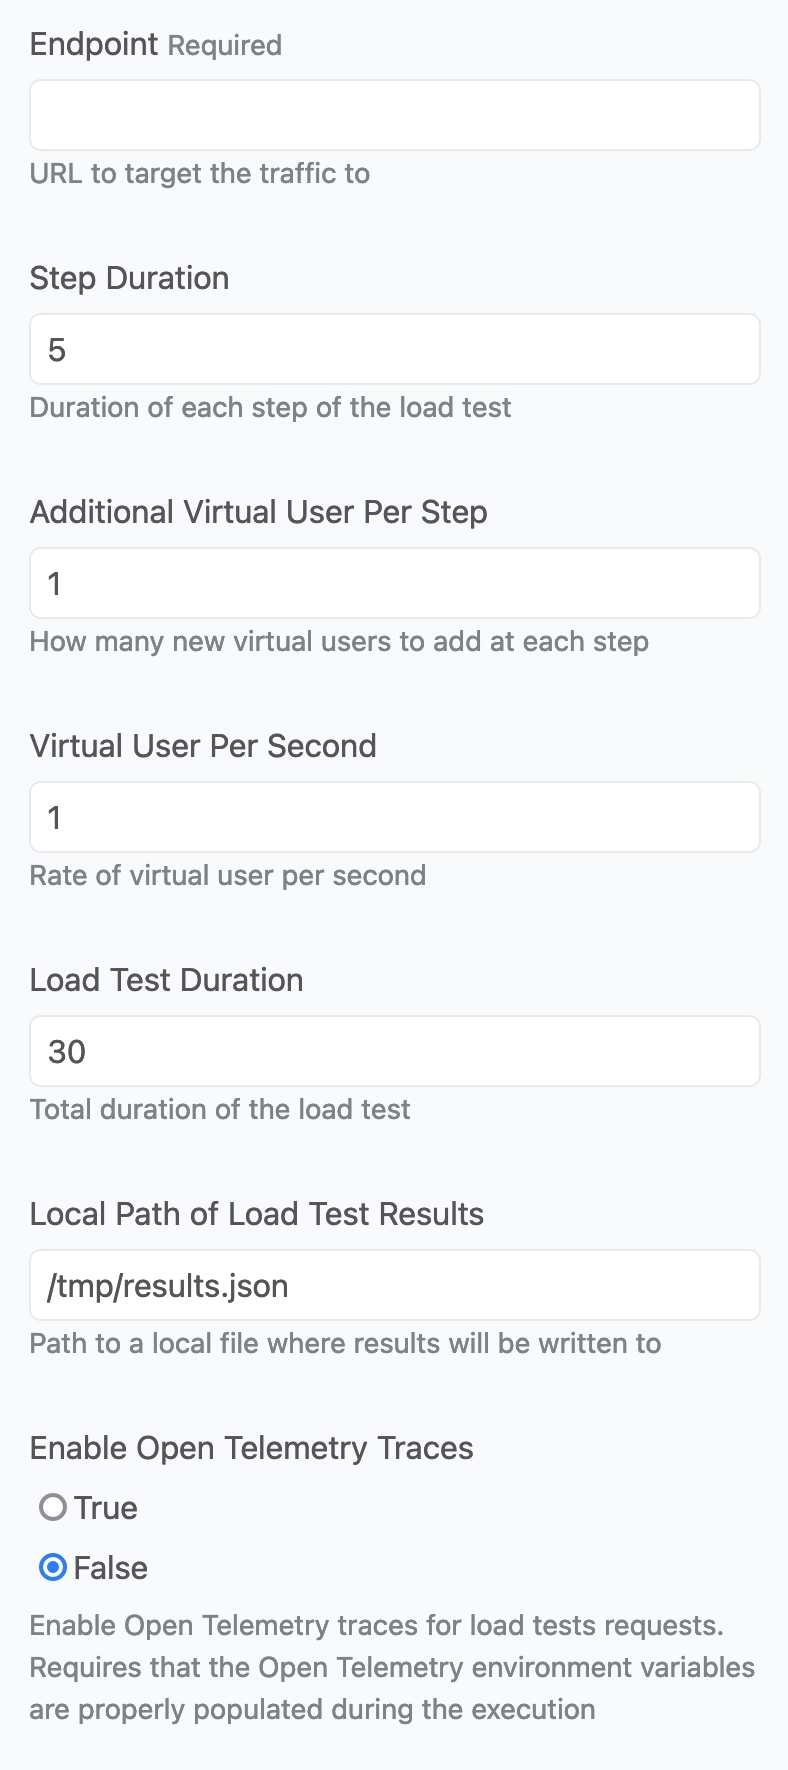 Endpoint Required
URL to target the traffic to
Step Duration
5
Duration of each step of the load test
Additional Virtual User Per Step
1
How many new virtual users to add at each step
Virtual User Per Second
1
Rate of virtual user per second
Load Test Duration
30
Total duration of the load test
Local Path of Load Test Results
/tmp/results.json
Path to a local file where results will be written to
Enable Open Telemetry Traces
True
False
Enable Open Telemetry traces for load tests requests.
Requires that the Open Telemetry environment variables
are properly populated during the execution